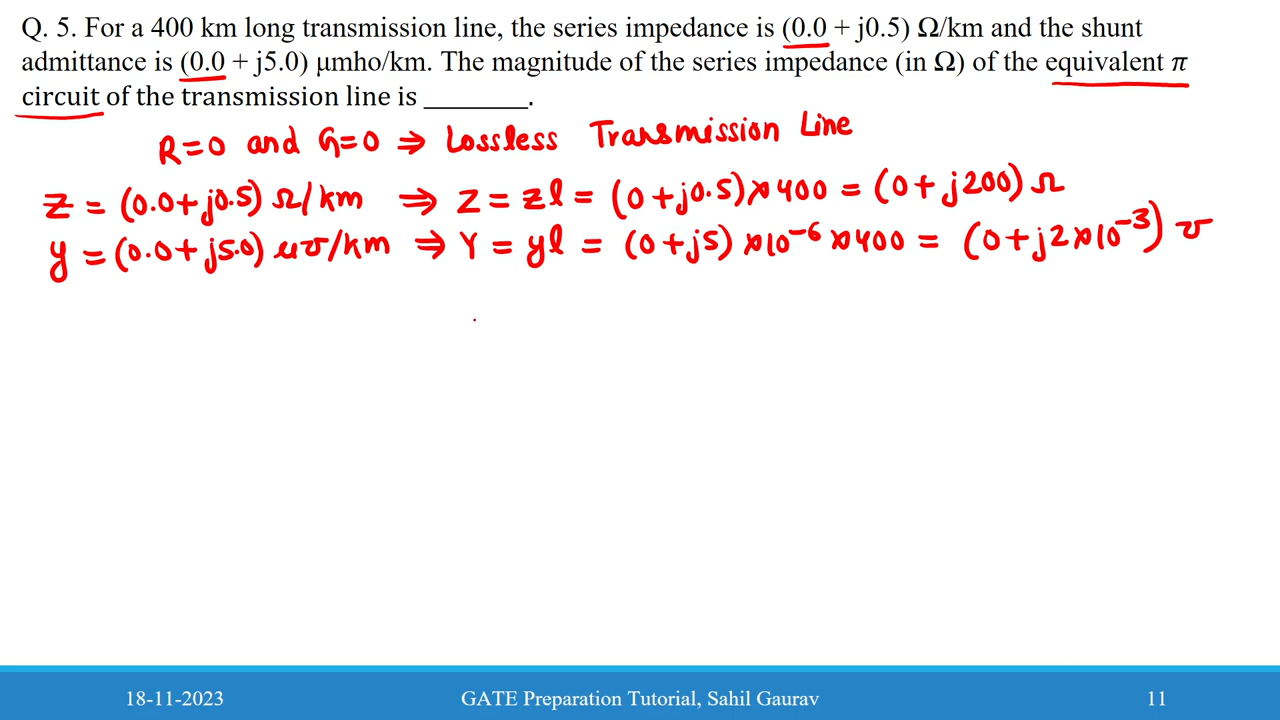 Q. 5. For a 400 km long transmission line, the series impedance is (0.0 + j0.5) Ω/km and the shunt
admittance is (0.0 + j5.0) μmho/km. The magnitude of the series impedance (in Ω) of the equivalent π
circuit of the transmission line is ________.
R=0 and G=0 ⇒ Lossless Transmission Line
z = (0.0+j0.5) Ω/km ⇒ Z = zl = (0+j0.5)×400 = (0+j200) Ω
y = (0.0+j5.0) μ℧/km ⇒ Y = yl = (0+j5)×10⁻⁶×400 = (0+j2×10⁻³) ℧
18-11-2023
GATE Preparation Tutorial, Sahil Gaurav
11